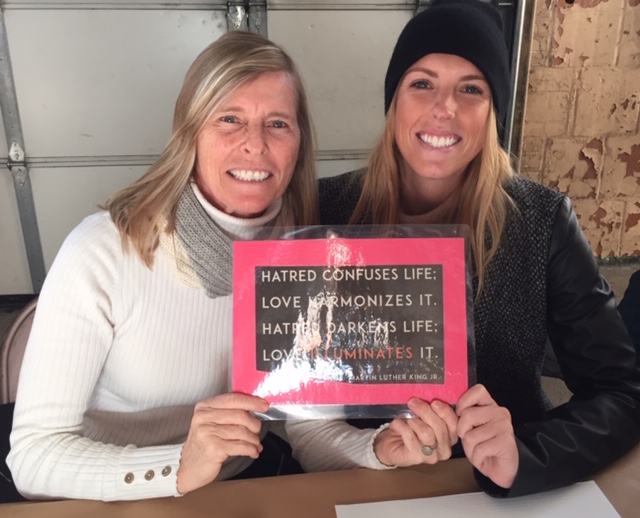 HATRED CONFUSES LIFE;
LOVE HARMONIZES IT.
HATRED DARKENS LIFE;
LOVE ILLUMINATES IT.
MARTIN LUTHER KING JR.